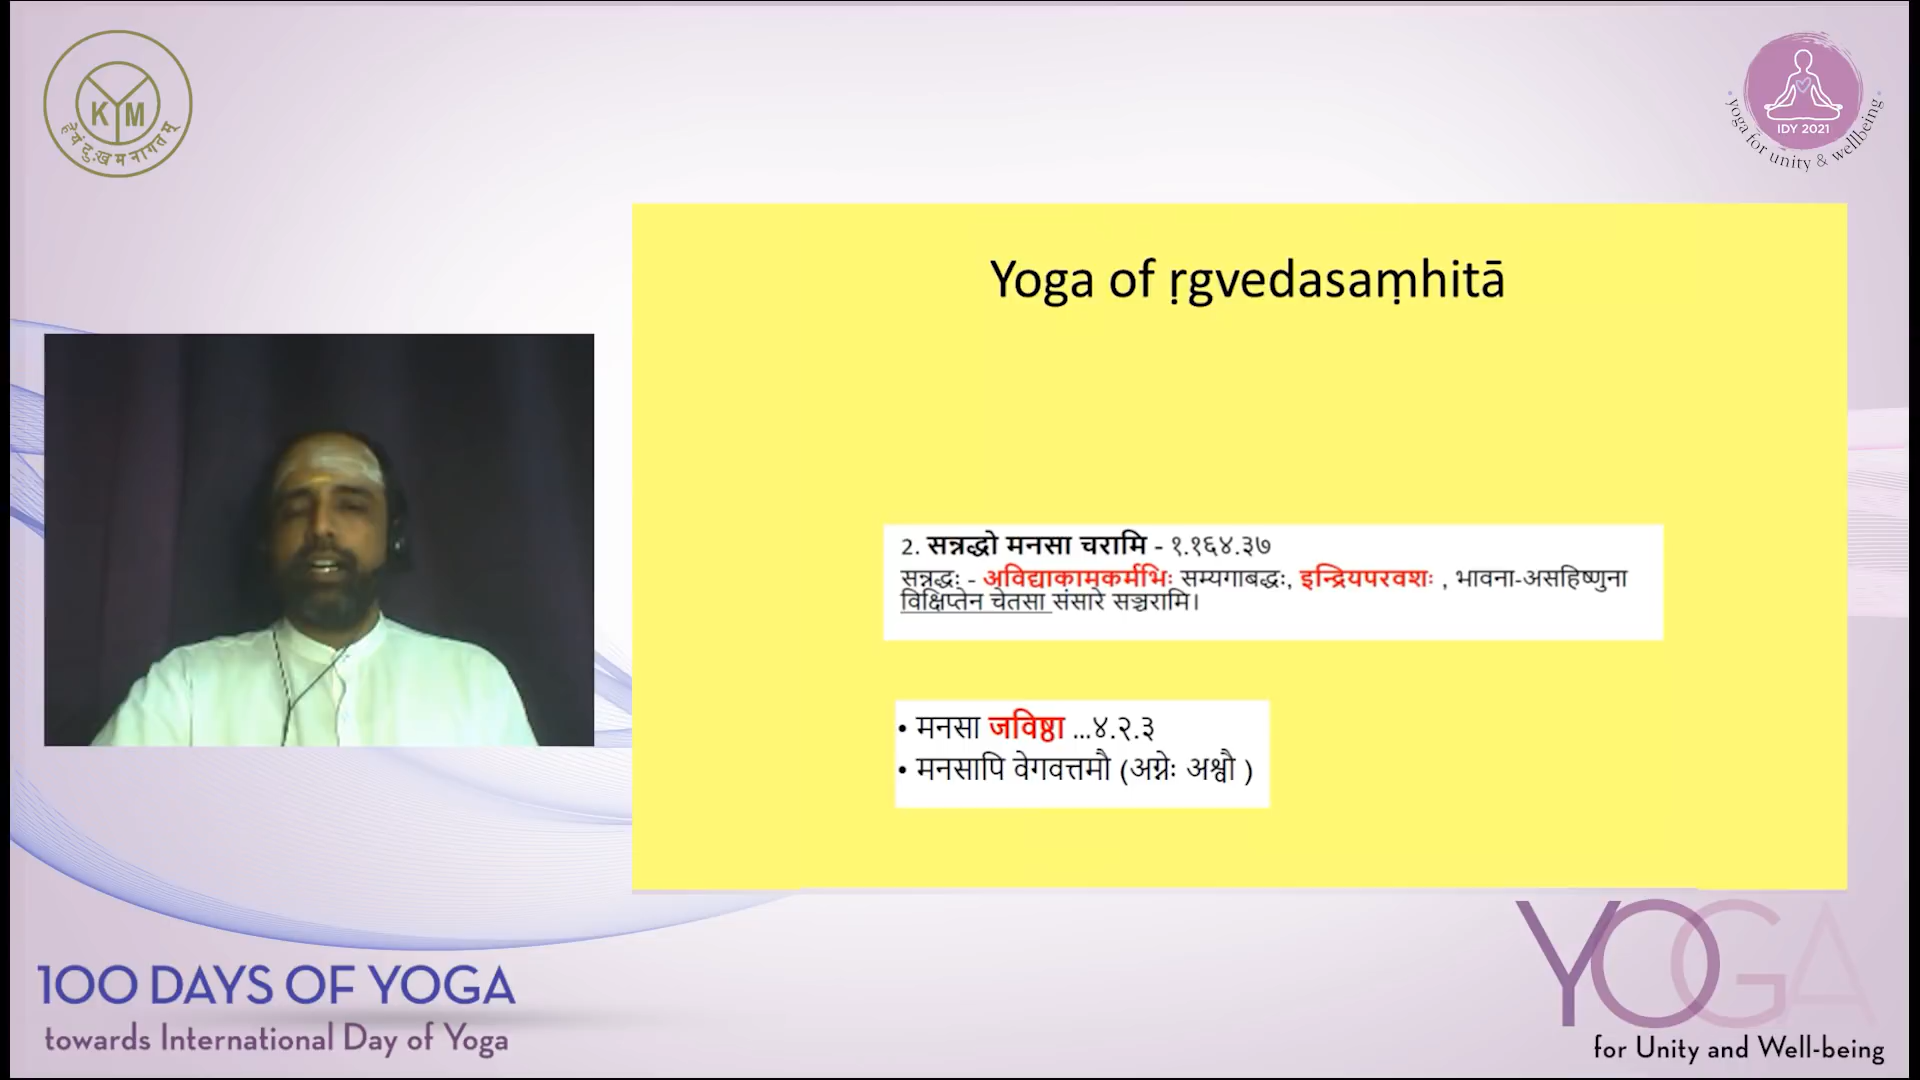 KYM
हेयं दुःखमनागतम्
IDY 2021
yoga for unity & wellbeing
Yoga of ṛgvedasaṃhitā
2. सन्नद्धो मनसा चरामि - १.१६४.३७
सन्नद्धः - अविद्याकामकर्मभिः सम्यगाबद्धः, इन्द्रियपरवशः , भावना-असहिष्णुना
विक्षिप्तेन चेतसा संसारे सञ्चरामि।
• मनसा जविष्ठा ...४.२.३
• मनसापि वेगवत्तमौ (अग्नेः अश्वौ )
100 DAYS OF YOGA
towards International Day of Yoga
YOGA
for Unity and Well-being